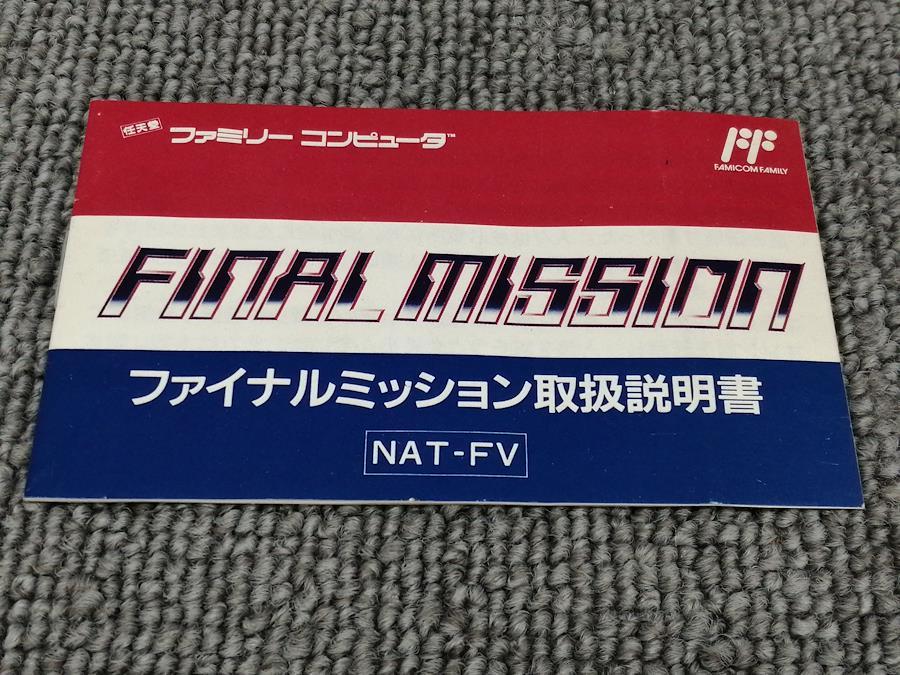 任天堂 ファミリー コンピュータ™
FAMICOM FAMILY
FINAL MISSION
ファイナルミッション取扱説明書
NAT-FV